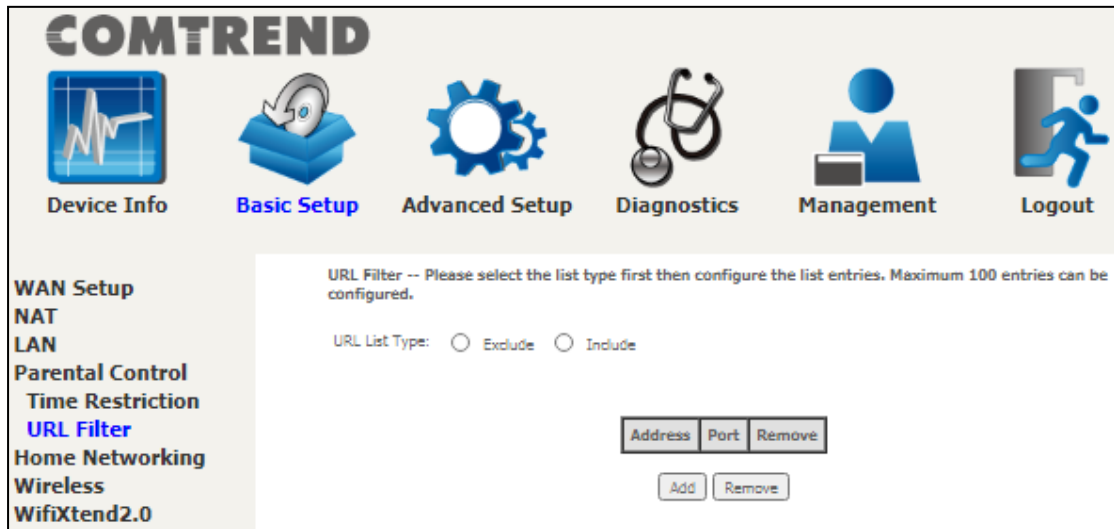 COMTREND
Device Info
Basic Setup
Advanced Setup
Diagnostics
Management
Logout
WAN Setup
NAT
LAN
Parental Control
Time Restriction
URL Filter
Home Networking
Wireless
WifiXtend2.0
URL Filter -- Please select the list type first then configure the list entries. Maximum 100 entries can be
configured.
URL List Type: Exclude Include
Address Port Remove
Add Remove